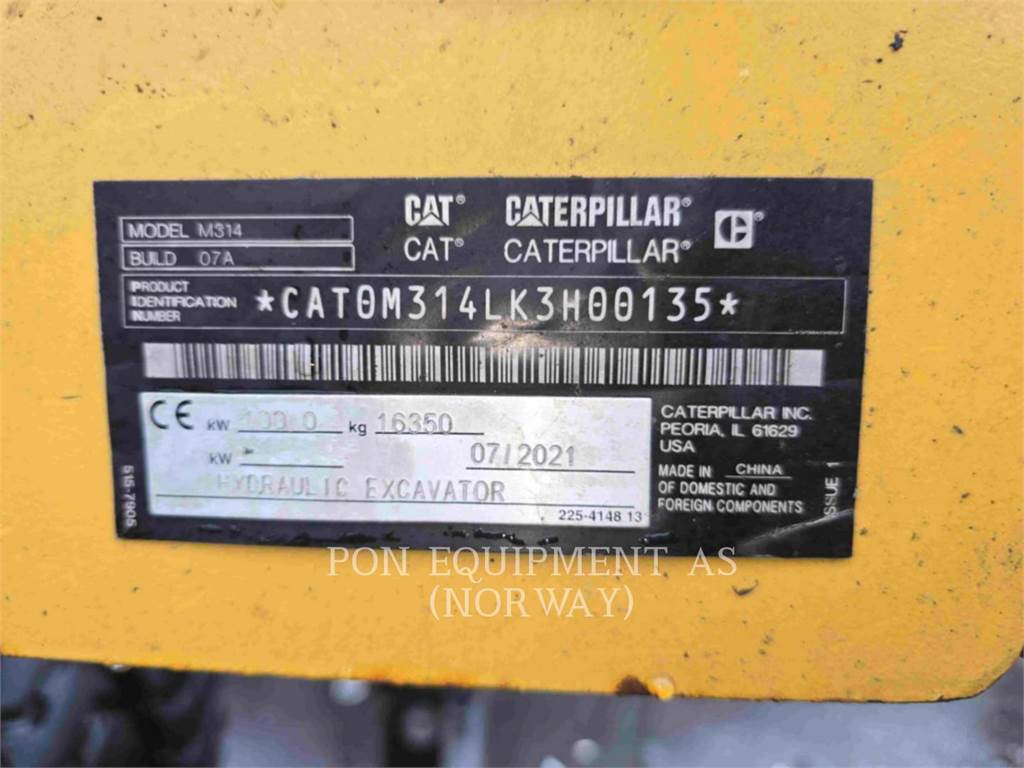 MODEL M314
BUILD 07A
CAT® CATERPILLAR® C®
CAT® CATERPILLAR®
PRODUCT IDENTIFICATION NUMBER
*CAT0M314LK3H00135*
CE kW kg 16350
kW 07/2021
HYDRAULIC EXCAVATOR
225-4148 13
515-7905
CATERPILLAR INC.
PEORIA, IL 61629
USA
MADE IN CHINA
OF DOMESTIC AND
FOREIGN COMPONENTS
ISSUE 1
PON EQUIPMENT AS
(NORWAY)